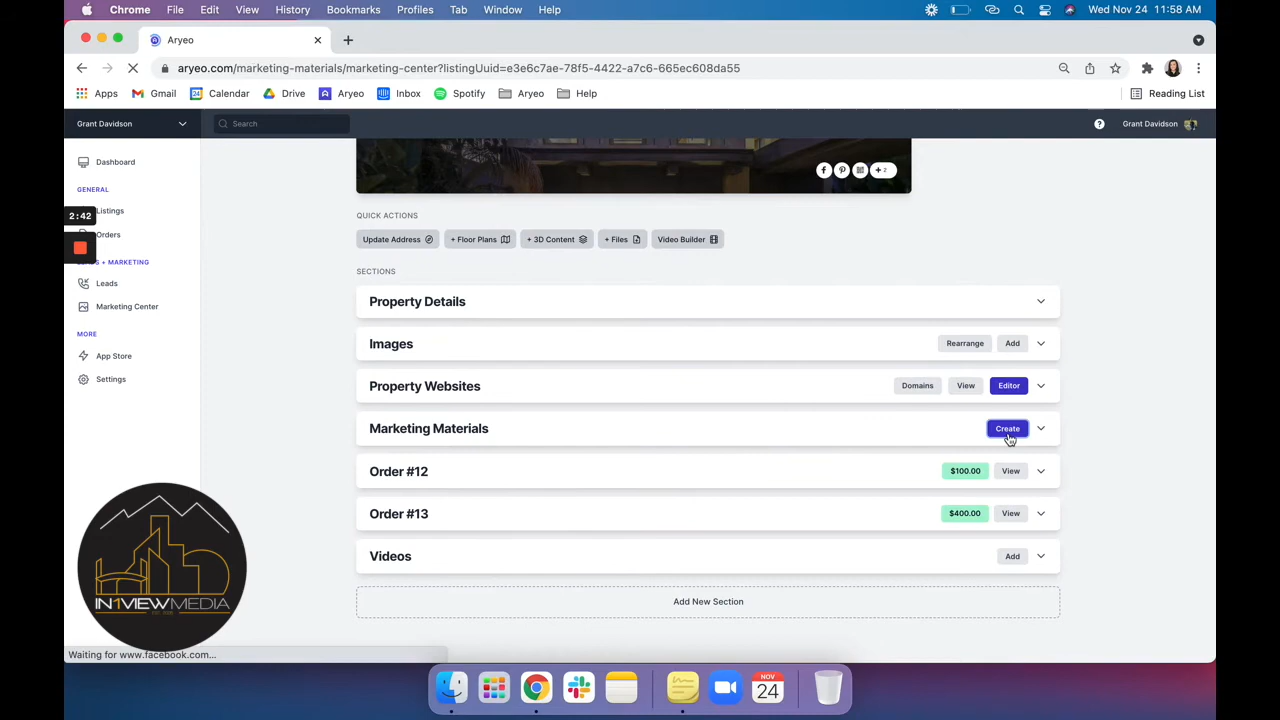 Chrome File Edit View History Bookmarks Profiles Tab Window Help Wed Nov 24 11:58 AM
Aryeo
aryeo.com/marketing-materials/marketing-center?listingUuid=e3e6c7ae-78f5-4422-a7c6-665ec608da55
Apps Gmail Calendar Drive Aryeo Inbox Spotify Aryeo Help Reading List
Grant Davidson Search Grant Davidson
Dashboard
+ 2
GENERAL
2:42
Listings
QUICK ACTIONS
Orders
Update Address + Floor Plans + 3D Content + Files Video Builder
+ MARKETING
SECTIONS
Leads
Property Details
Marketing Center
MORE
Images Rearrange Add
App Store
Settings
Property Websites Domains View Editor
Marketing Materials Create
Order #12 $100.00 View
Order #13 $400.00 View
Videos Add
IN1VIEWMEDIA
Add New Section
Waiting for www.facebook.com...
NOV
24